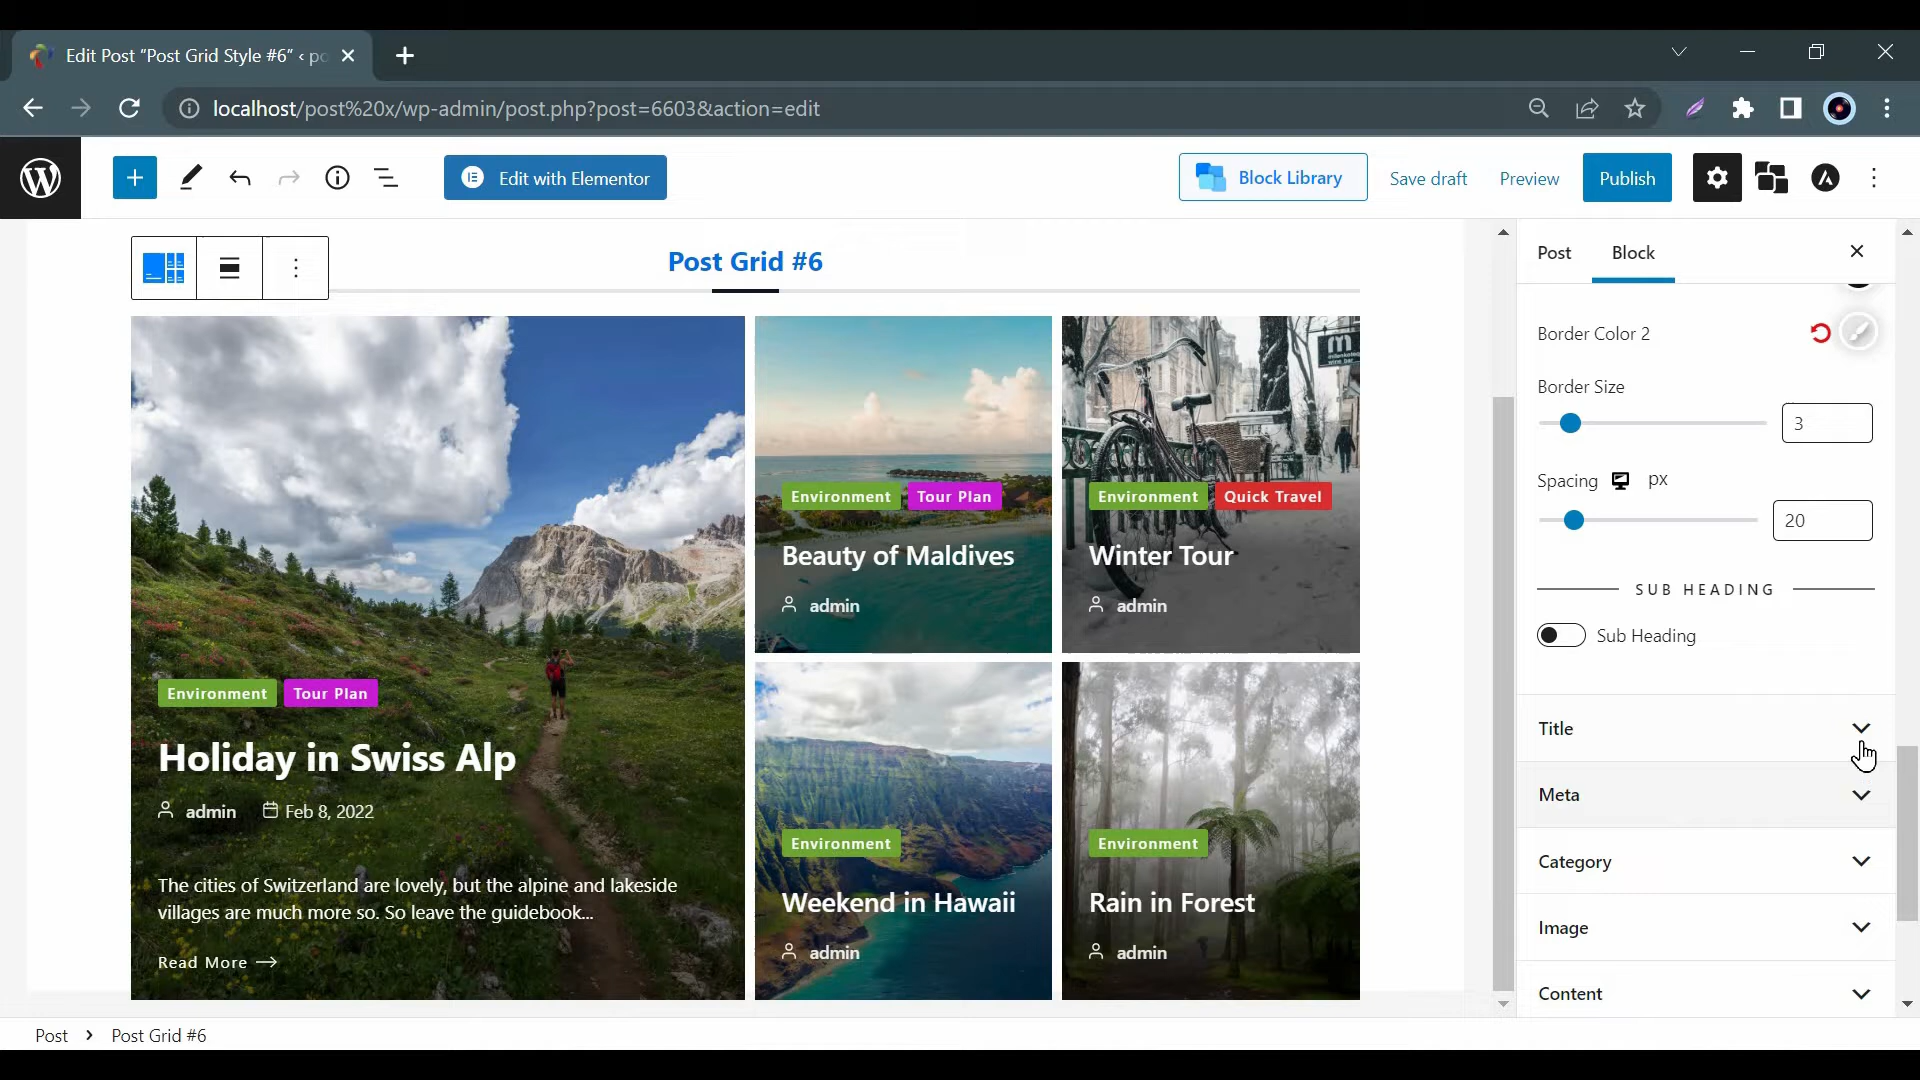 Edit Post "Post Grid Style #6" ‹ po
localhost/post%20x/wp-admin/post.php?post=6603&action=edit
Edit with Elementor
Block Library
Save draft
Preview
Publish
Post Grid #6
Environment Tour Plan
Holiday in Swiss Alp
admin Feb 8, 2022
The cities of Switzerland are lovely, but the alpine and lakeside
villages are much more so. So leave the guidebook...
Read More
Environment Tour Plan
Beauty of Maldives
admin
Environment Quick Travel
Winter Tour
admin
Environment
Weekend in Hawaii
admin
Environment
Rain in Forest
admin
Post Block
Border Color 2
Border Size
3
Spacing px
20
SUB HEADING
Sub Heading
Title
Meta
Category
Image
Content
Post › Post Grid #6